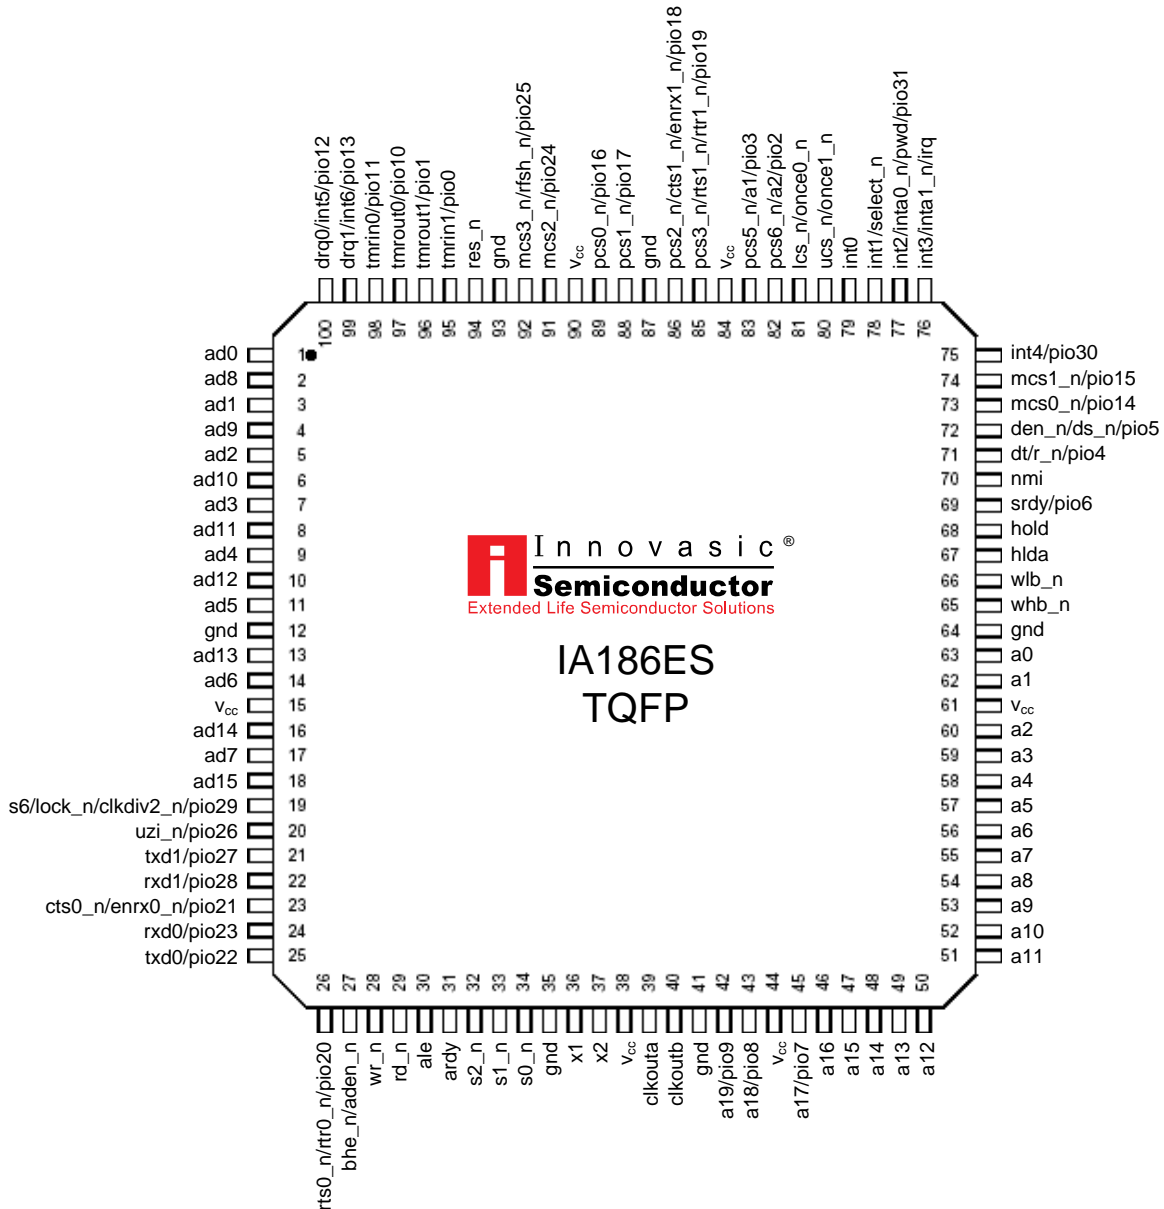 drq0/int5/pio12
drq1/int6/pio13
tmrin0/pio11
tmrout0/pio10
tmrout1/pio1
tmrin1/pio0
res_n
gnd
mcs3_n/rfsh_n/pio25
mcs2_n/pio24
vcc
pcs0_n/pio16
pcs1_n/pio17
gnd
pcs2_n/cts1_n/enrx1_n/pio18
pcs3_n/rts1_n/rtr1_n/pio19
vcc
pcs5_n/a1/pio3
pcs6_n/a2/pio2
lcs_n/once0_n
ucs_n/once1_n
int0
int1/select_n
int2/inta0_n/pwd/pio31
int3/inta1_n/irq
100
99
98
97
96
95
94
93
92
91
90
89
88
87
86
85
84
83
82
81
80
79
78
77
76
ad0 1
ad8 2
ad1 3
ad9 4
ad2 5
ad10 6
ad3 7
ad11 8
ad4 9
ad12 10
ad5 11
gnd 12
ad13 13
ad6 14
vcc 15
ad14 16
ad7 17
ad15 18
s6/lock_n/clkdiv2_n/pio29 19
uzi_n/pio26 20
txd1/pio27 21
rxd1/pio28 22
cts0_n/enrx0_n/pio21 23
rxd0/pio23 24
txd0/pio22 25
i
Innovasic®
Semiconductor
Extended Life Semiconductor Solutions
IA186ES
TQFP
75 int4/pio30
74 mcs1_n/pio15
73 mcs0_n/pio14
72 den_n/ds_n/pio5
71 dt/r_n/pio4
70 nmi
69 srdy/pio6
68 hold
67 hlda
66 wlb_n
65 whb_n
64 gnd
63 a0
62 a1
61 vcc
60 a2
59 a3
58 a4
57 a5
56 a6
55 a7
54 a8
53 a9
52 a10
51 a11
26
27
28
29
30
31
32
33
34
35
36
37
38
39
40
41
42
43
44
45
46
47
48
49
50
rts0_n/rtr0_n/pio20
bhe_n/aden_n
wr_n
rd_n
ale
ardy
s2_n
s1_n
s0_n
gnd
x1
x2
vcc
clkouta
clkoutb
gnd
a19/pio9
a18/pio8
vcc
a17/pio7
a16
a15
a14
a13
a12